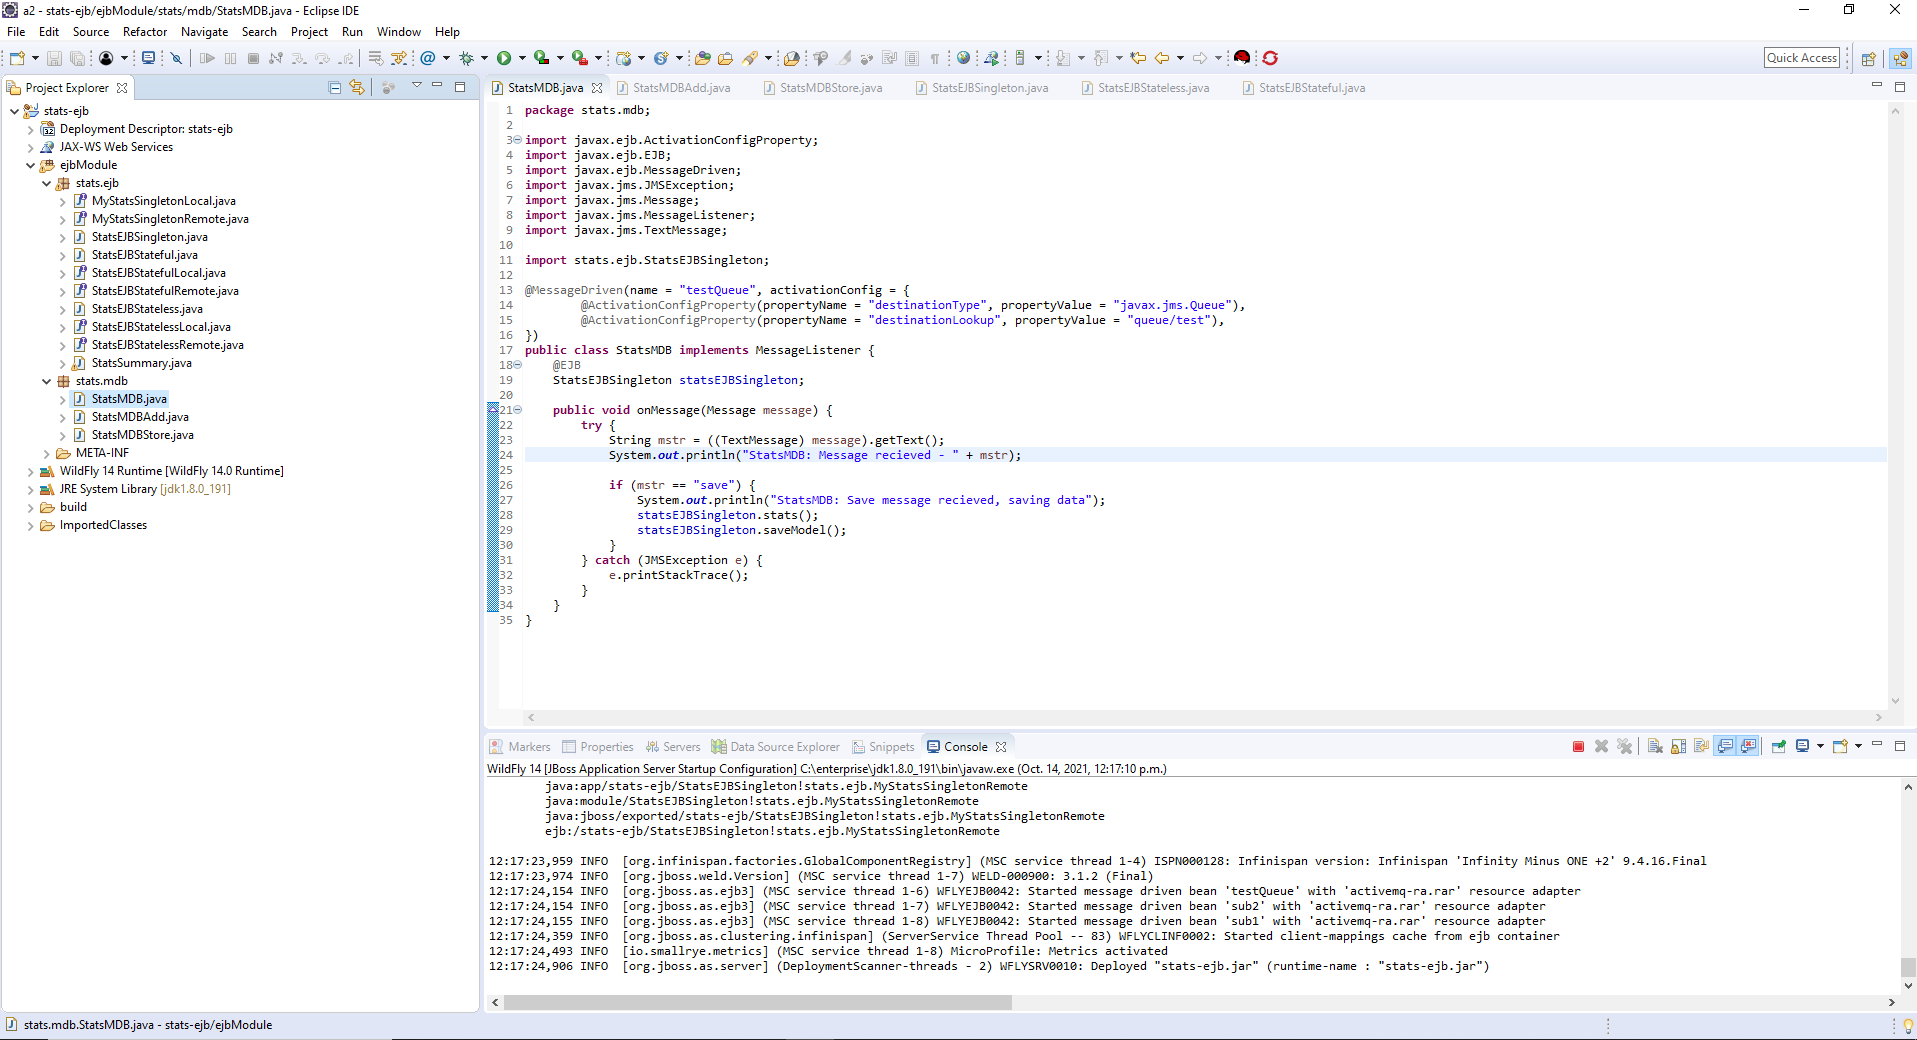 a2 - stats-ejb/ejbModule/stats/mdb/StatsMDB.java - Eclipse IDE
File Edit Source Refactor Navigate Search Project Run Window Help
Quick Access
Project Explorer
stats-ejb
Deployment Descriptor: stats-ejb
JAX-WS Web Services
ejbModule
stats.ejb
MyStatsSingletonLocal.java
MyStatsSingletonRemote.java
StatsEJBSingleton.java
StatsEJBStateful.java
StatsEJBStatefulLocal.java
StatsEJBStatefulRemote.java
StatsEJBStateless.java
StatsEJBStatelessLocal.java
StatsEJBStatelessRemote.java
StatsSummary.java
stats.mdb
StatsMDB.java
StatsMDBAdd.java
StatsMDBStore.java
META-INF
WildFly 14 Runtime [WildFly 14.0 Runtime]
JRE System Library [jdk1.8.0_191]
build
ImportedClasses
StatsMDB.java StatsMDBAdd.java StatsMDBStore.java StatsEJBSingleton.java StatsEJBStateless.java StatsEJBStateful.java
1 package stats.mdb;
2
3 import javax.ejb.ActivationConfigProperty;
4 import javax.ejb.EJB;
5 import javax.ejb.MessageDriven;
6 import javax.jms.JMSException;
7 import javax.jms.Message;
8 import javax.jms.MessageListener;
9 import javax.jms.TextMessage;
10
11 import stats.ejb.StatsEJBSingleton;
12
13 @MessageDriven(name = "testQueue", activationConfig = {
14 @ActivationConfigProperty(propertyName = "destinationType", propertyValue = "javax.jms.Queue"),
15 @ActivationConfigProperty(propertyName = "destinationLookup", propertyValue = "queue/test"),
16 })
17 public class StatsMDB implements MessageListener {
18 @EJB
19 StatsEJBSingleton statsEJBSingleton;
20
21 public void onMessage(Message message) {
22 try {
23 String mstr = ((TextMessage) message).getText();
24 System.out.println("StatsMDB: Message recieved - " + mstr);
25
26 if (mstr == "save") {
27 System.out.println("StatsMDB: Save message recieved, saving data");
28 statsEJBSingleton.stats();
29 statsEJBSingleton.saveModel();
30 }
31 } catch (JMSException e) {
32 e.printStackTrace();
33 }
34 }
35 }
Markers Properties Servers Data Source Explorer Snippets Console
WildFly 14 [JBoss Application Server Startup Configuration] C:\enterprise\jdk1.8.0_191\bin\javaw.exe (Oct. 14, 2021, 12:17:10 p.m.)
java:app/stats-ejb/StatsEJBSingleton!stats.ejb.MyStatsSingletonRemote
java:module/StatsEJBSingleton!stats.ejb.MyStatsSingletonRemote
java:jboss/exported/stats-ejb/StatsEJBSingleton!stats.ejb.MyStatsSingletonRemote
ejb:/stats-ejb/StatsEJBSingleton!stats.ejb.MyStatsSingletonRemote
12:17:23,959 INFO [org.infinispan.factories.GlobalComponentRegistry] (MSC service thread 1-4) ISPN000128: Infinispan version: Infinispan 'Infinity Minus ONE +2' 9.4.16.Final
12:17:23,974 INFO [org.jboss.weld.Version] (MSC service thread 1-7) WELD-000900: 3.1.2 (Final)
12:17:24,154 INFO [org.jboss.as.ejb3] (MSC service thread 1-6) WFLYEJB0042: Started message driven bean 'testQueue' with 'activemq-ra.rar' resource adapter
12:17:24,154 INFO [org.jboss.as.ejb3] (MSC service thread 1-7) WFLYEJB0042: Started message driven bean 'sub2' with 'activemq-ra.rar' resource adapter
12:17:24,155 INFO [org.jboss.as.ejb3] (MSC service thread 1-8) WFLYEJB0042: Started message driven bean 'sub1' with 'activemq-ra.rar' resource adapter
12:17:24,359 INFO [org.jboss.as.clustering.infinispan] (ServerService Thread Pool -- 83) WFLYCLINF0002: Started client-mappings cache from ejb container
12:17:24,493 INFO [io.smallrye.metrics] (MSC service thread 1-8) MicroProfile: Metrics activated
12:17:24,906 INFO [org.jboss.as.server] (DeploymentScanner-threads - 2) WFLYSRV0010: Deployed "stats-ejb.jar" (runtime-name : "stats-ejb.jar")
stats.mdb.StatsMDB.java - stats-ejb/ejbModule